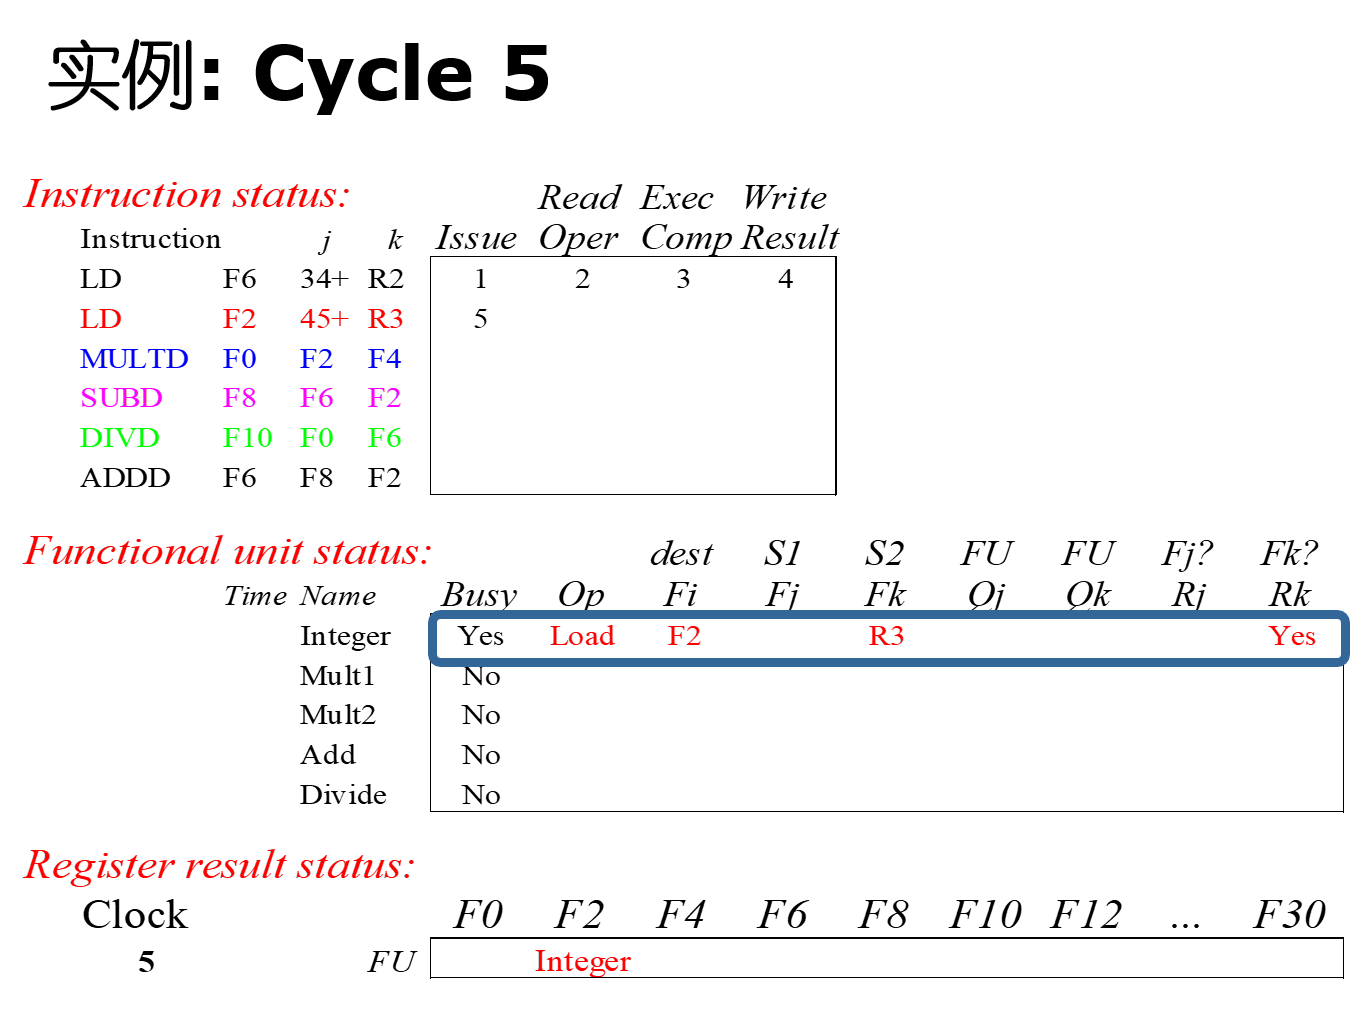 实例: Cycle 5
Instruction status:
Read Exec Write
Instruction j k Issue Oper Comp Result
LD F6 34+ R2 1 2 3 4
LD F2 45+ R3 5
MULTD F0 F2 F4
SUBD F8 F6 F2
DIVD F10 F0 F6
ADDD F6 F8 F2
Functional unit status:
dest S1 S2 FU FU Fj? Fk?
Time Name Busy Op Fi Fj Fk Qj Qk Rj Rk
Integer Yes Load F2 R3 Yes
Mult1 No
Mult2 No
Add No
Divide No
Register result status:
Clock F0 F2 F4 F6 F8 F10 F12 ... F30
5 FU Integer